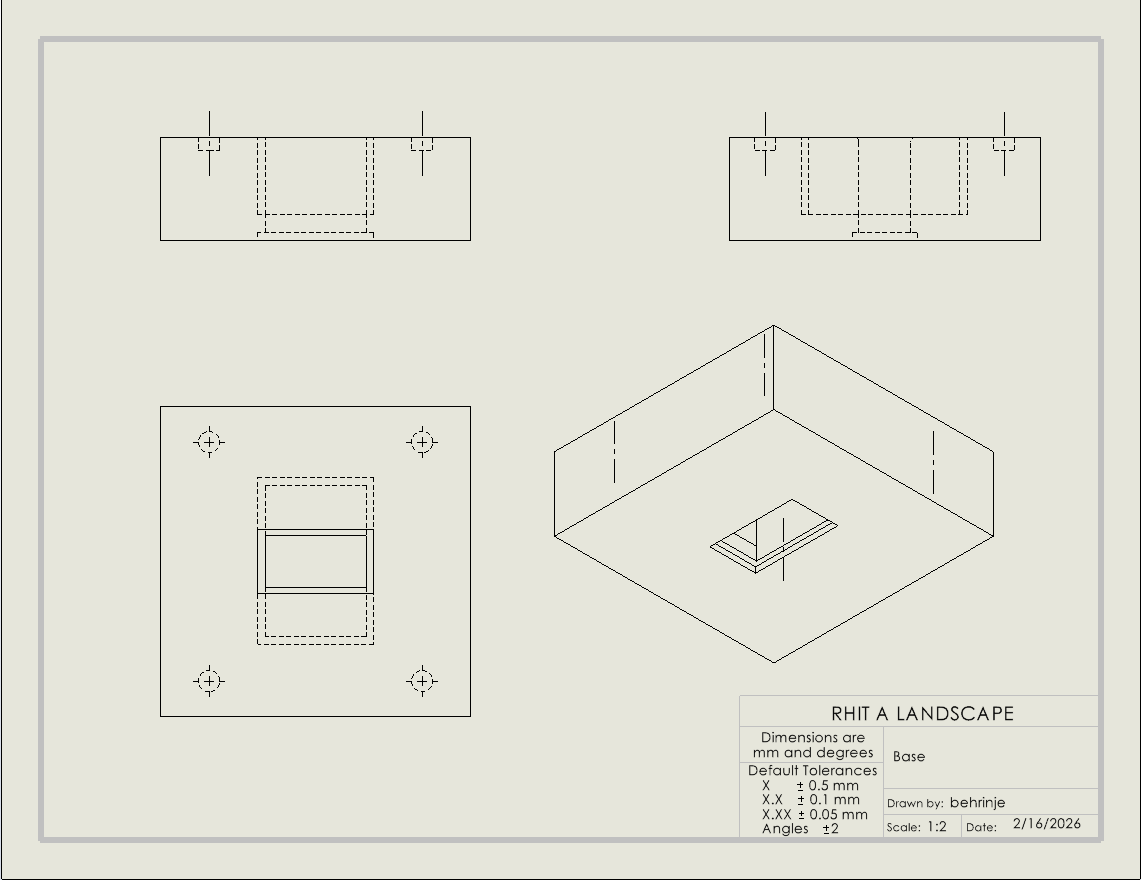 RHIT A LANDSCAPE
Dimensions are
mm and degrees
Base
Default Tolerances
X ± 0.5 mm
X.X ± 0.1 mm
X.XX ± 0.05 mm
Angles ±2
Drawn by: behrinje
Scale: 1:2 Date: 2/16/2026